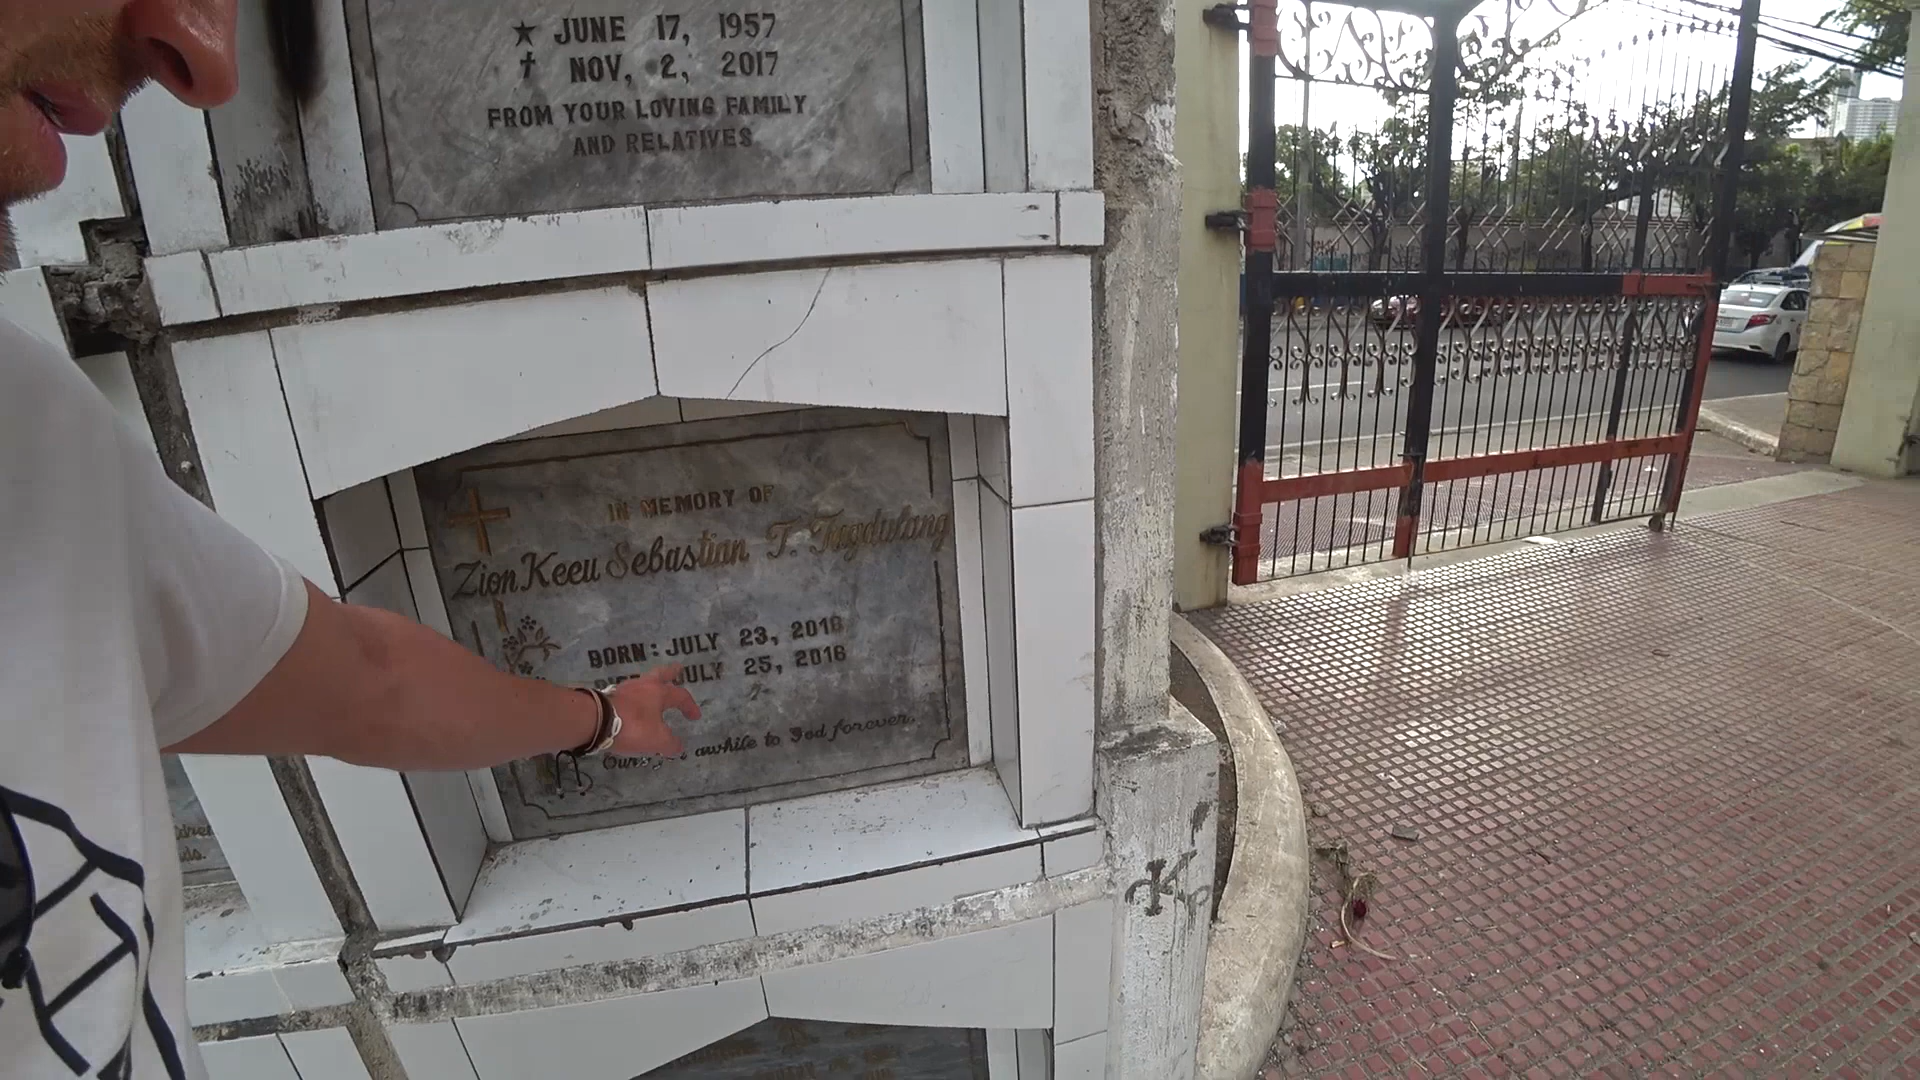 ★ JUNE 17, 1957
✝ NOV, 2, 2017
FROM YOUR LOVING FAMILY
AND RELATIVES
IN MEMORY OF
Zion Keeu Sebastian T. Tagdulang
BORN: JULY 23, 2016
JULY 25, 2016
awhile to God forever.